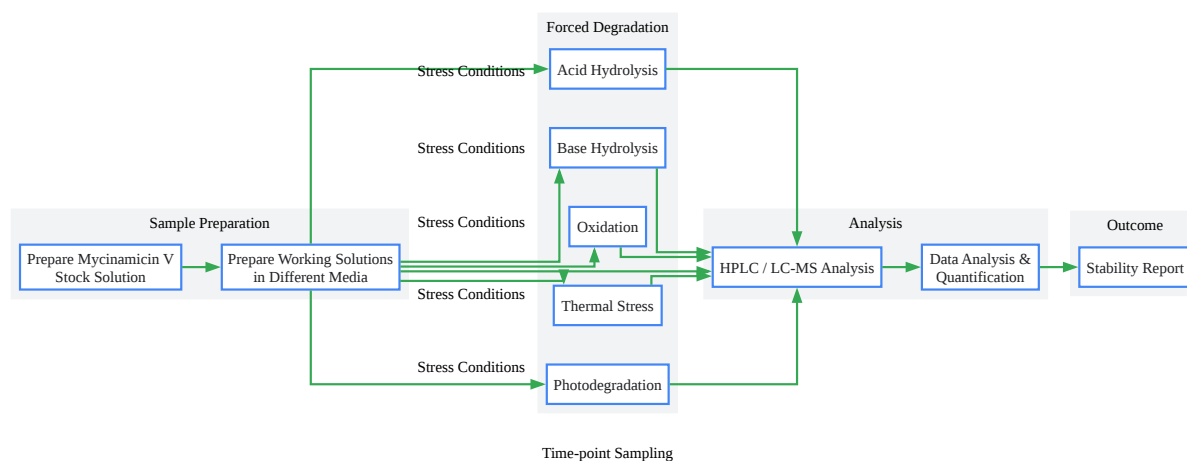 Forced Degradation
Stress Conditions
Acid Hydrolysis
Stress Conditions
Base Hydrolysis
Sample Preparation
Stress Conditions
Oxidation
Analysis
Outcome
Prepare Mycinamicin V
Stock Solution
Prepare Working Solutions
in Different Media
HPLC / LC-MS Analysis
Data Analysis &
Quantification
Stability Report
Stress Conditions
Thermal Stress
Stress Conditions
Photodegradation
Time-point Sampling